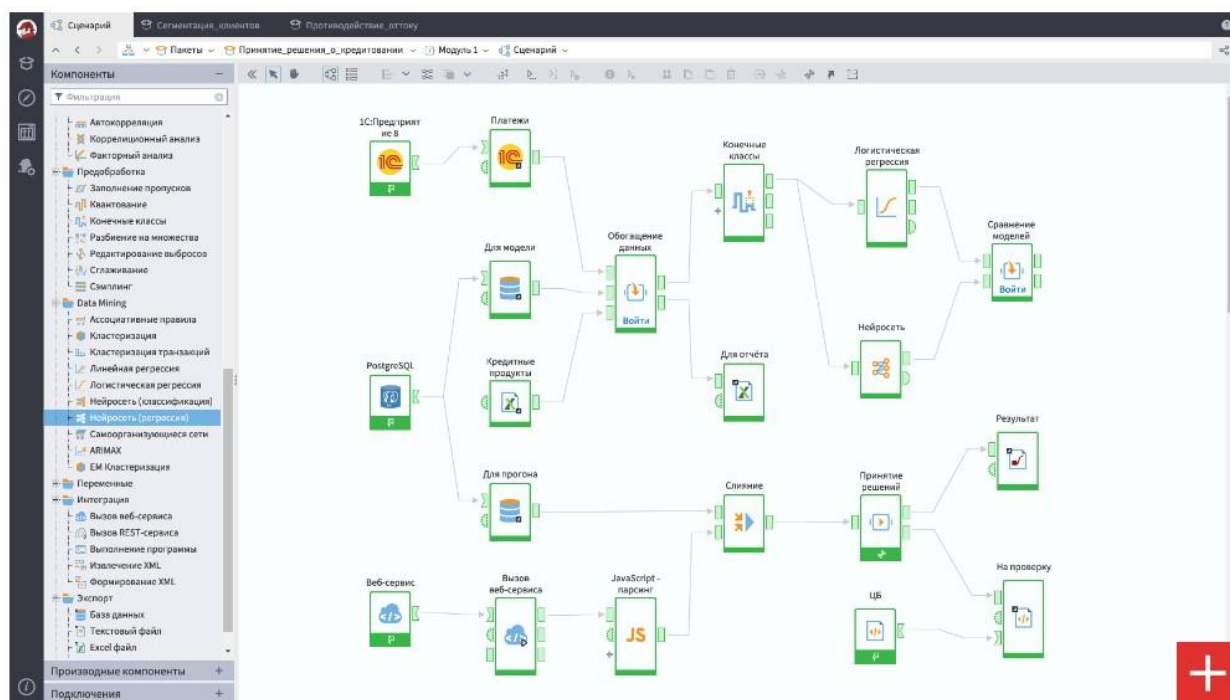 Сценарий
Сегментация_клиентов
Противодействие_оттоку
Пакеты
Принятие_решения_о_кредитовании
Модуль 1
Сценарий
Компоненты
Фильтрация
Автокорреляция
Корреляционный анализ
Факторный анализ
Предобработка
Заполнение пропусков
Квантование
Конечные классы
Разбиение на множества
Редактирование выбросов
Сглаживание
Сэмплинг
Data Mining
Ассоциативные правила
Кластеризация
Кластеризация транзакций
Линейная регрессия
Логистическая регрессия
Нейросеть (классификация)
Нейросеть (регрессия)
Самоорганизующиеся сети
ARIMAX
EM Кластеризация
Переменные
Интеграция
Вызов веб-сервиса
Вызов REST-сервиса
Выполнение программы
Извлечение XML
Формирование XML
Экспорт
База данных
Текстовый файл
Excel файл
Производные компоненты
Подключения
1С:Предприят
ие 8
1С
Платежи
1С
Конечные
классы
Логистическая
регрессия
Для модели
Обогащение
данных
Войти
Сравнение
моделей
Войти
PostgreSQL
Кредитные
продукты
Для отчёта
Нейросеть
Результат
Для прогона
Слияние
Принятие
решений
Веб-сервис
Вызов
веб-сервиса
JavaScript -
парсинг
JS
ЦБ
На проверку